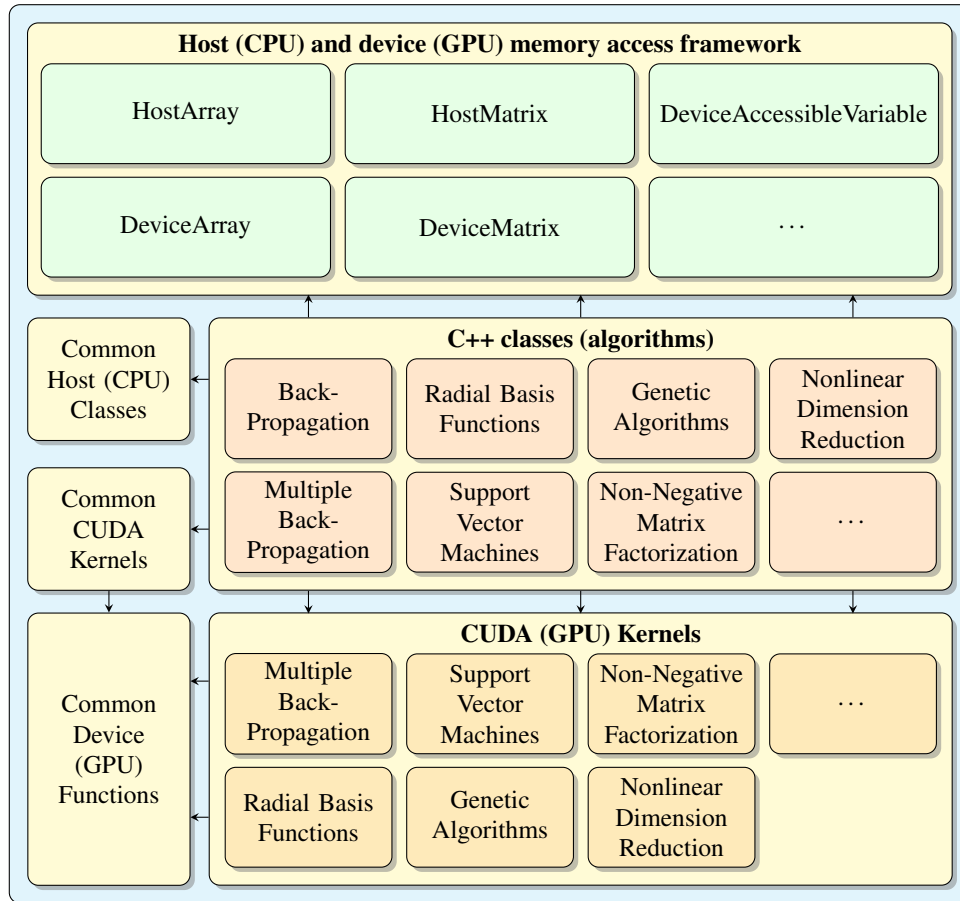 Host (CPU) and device (GPU) memory access framework
HostArray
HostMatrix
DeviceAccessibleVariable
DeviceArray
DeviceMatrix
...
Common
Host (CPU)
Classes
Common
CUDA
Kernels
C++ classes (algorithms)
Back-
Propagation
Radial Basis
Functions
Genetic
Algorithms
Nonlinear
Dimension
Reduction
Multiple
Back-
Propagation
Support
Vector
Machines
Non-Negative
Matrix
Factorization
...
Common
Device
(GPU)
Functions
CUDA (GPU) Kernels
Multiple
Back-
Propagation
Support
Vector
Machines
Non-Negative
Matrix
Factorization
...
Radial Basis
Functions
Genetic
Algorithms
Nonlinear
Dimension
Reduction